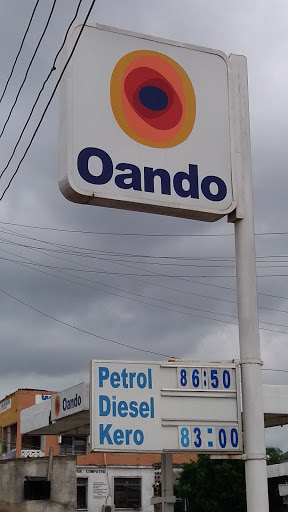 Oando
Petrol 86:50
Diesel
Kero 83:00
Oando